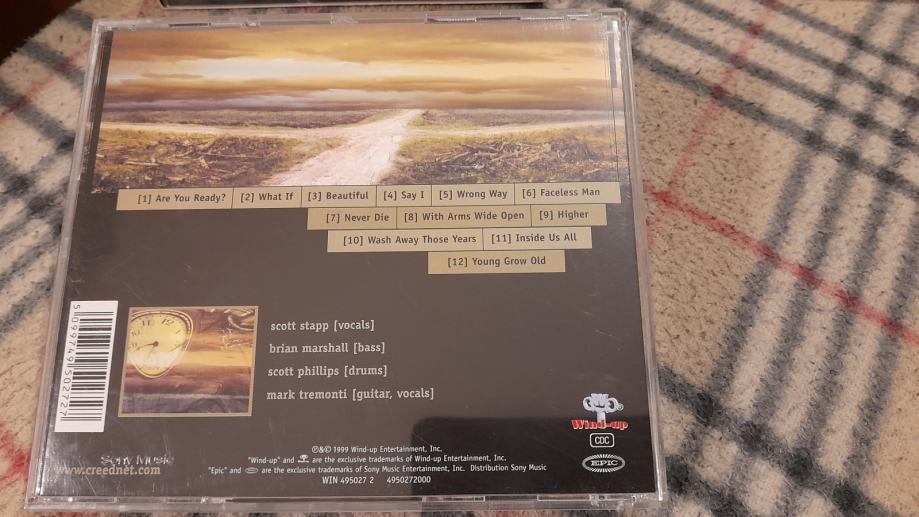 [1] Are You Ready? [2] What If [3] Beautiful [4] Say I [5] Wrong Way [6] Faceless Man
[7] Never Die [8] With Arms Wide Open [9] Higher
[10] Wash Away Those Years [11] Inside Us All
[12] Young Grow Old
scott stapp [vocals]
brian marshall [bass]
scott phillips [drums]
mark tremonti [guitar, vocals]
5099749502727
Wind-up
CDC
EPIC
Sony Music
www.creednet.com
℗&© 1999 Wind-up Entertainment, Inc.
"Wind-up" and are the exclusive trademarks of Wind-up Entertainment, Inc.
"Epic" and are the exclusive trademarks of Sony Music Entertainment, Inc. Distribution Sony Music
WIN 495027 2 4950272000